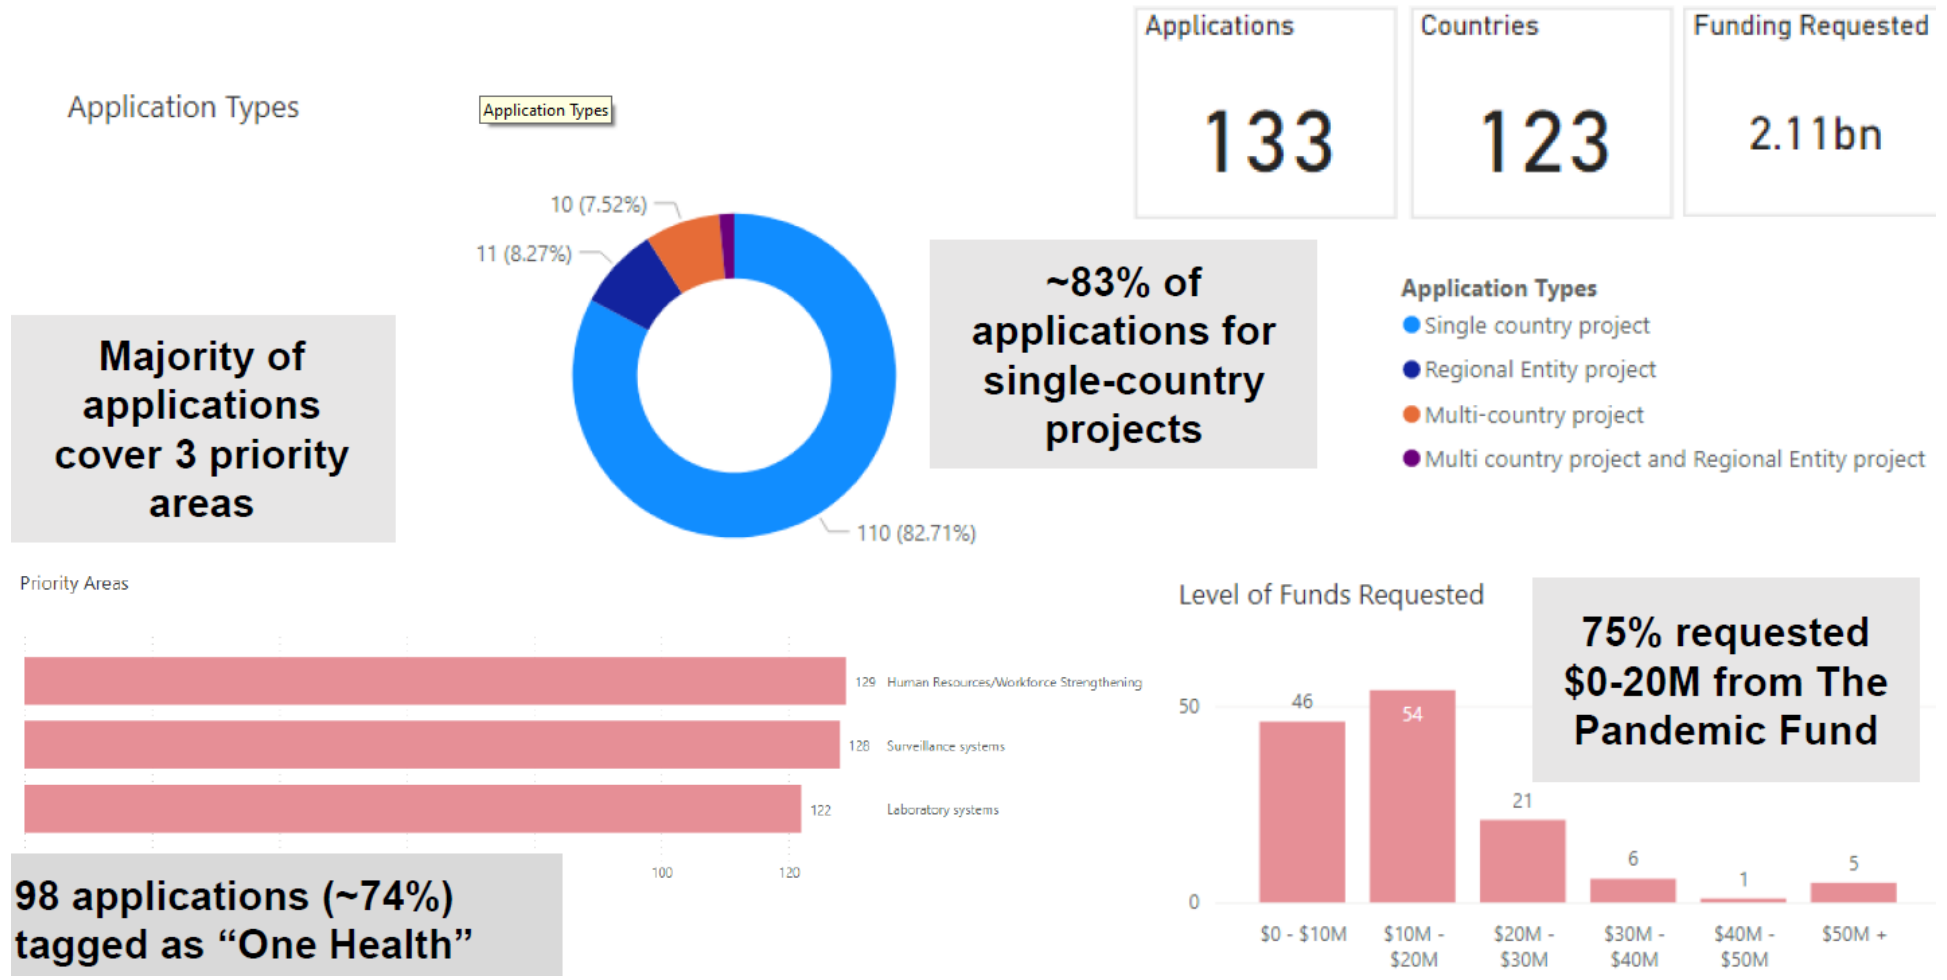 Applications
133
Countries
123
Funding Requested
2.11bn
Application Types
Application Types
10 (7.52%)
11 (8.27%)
110 (82.71%)
~83% of
applications for
single-country
projects
Application Types
Single country project
Regional Entity project
Multi-country project
Multi country project and Regional Entity project
Majority of
applications
cover 3 priority
areas
Priority Areas
129 Human Resources/Workforce Strengthening
128 Surveillance systems
122 Laboratory systems
100 120
98 applications (~74%)
tagged as “One Health”
Level of Funds Requested
75% requested
$0-20M from The
Pandemic Fund
50
0
46
54
21
6
1
5
$0 - $10M
$10M -
$20M
$20M -
$30M
$30M -
$40M
$40M -
$50M
$50M +